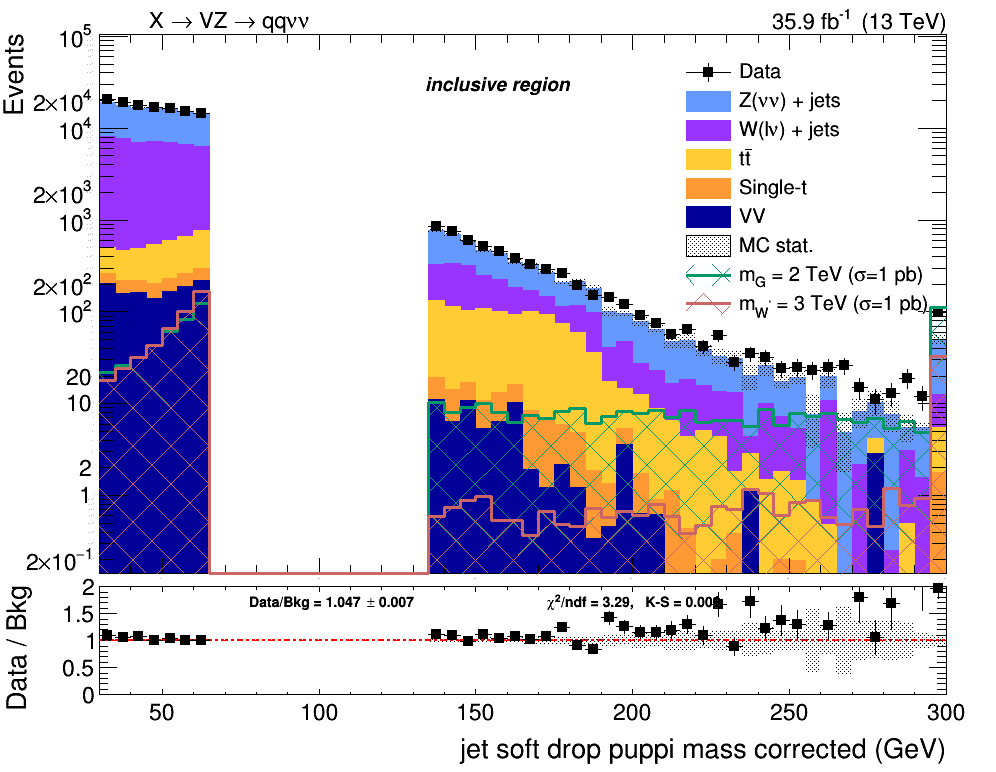 X → VZ → qqνν
35.9 fb⁻¹ (13 TeV)
Events
inclusive region
10⁵
2×10⁴
10⁴
2×10³
10³
2×10²
10²
20
10
2
1
2×10⁻¹
Data
Z(νν) + jets
W(lν) + jets
tt̄
Single-t
VV
MC stat.
m_G = 2 TeV (σ=1 pb)
m_W' = 3 TeV (σ=1 pb)
Data / Bkg
2
1.5
1
0.5
0
Data/Bkg = 1.047 ± 0.007
χ²/ndf = 3.29, K-S =
50
100
150
200
250
300
jet soft drop puppi mass corrected (GeV)